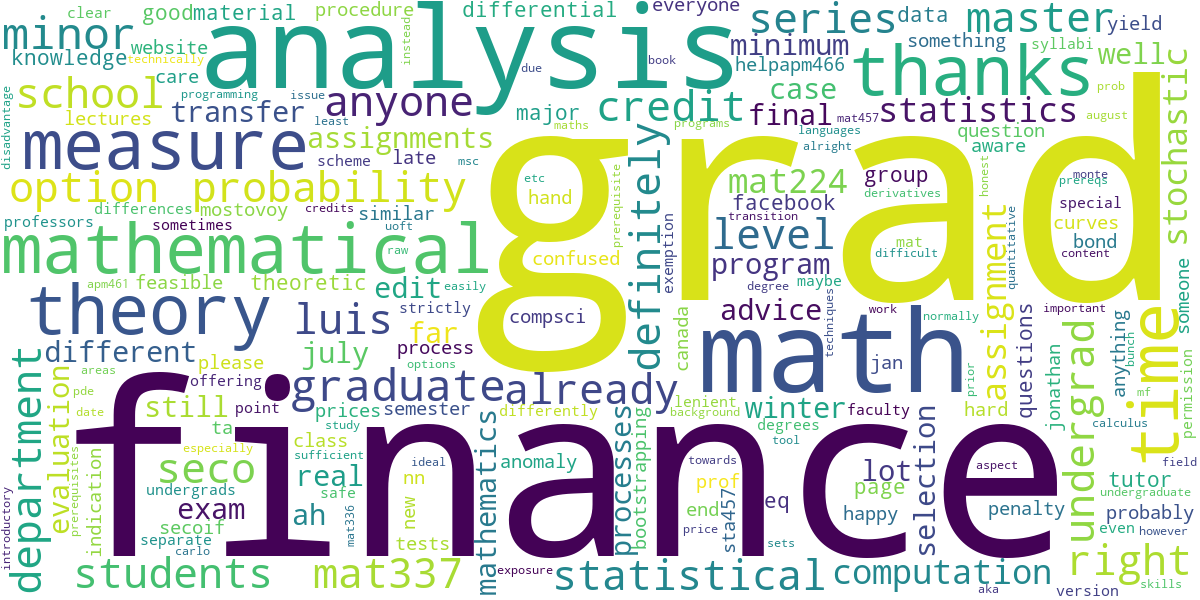 clear
good
material
procedure
differential
everyone
minor
analysis
series
data
master
yield
website
knowledge
technically
instead
minimum
something
syllabi
wellc
care
due
book
helpapm466
school
programming
issue
anyone
credit
case
thanks
stochastic
prob
disadvantage
transfer
least
major
final
statistics
august
lectures
maths
programs
mat457
languages
question
measure
assignments
alright
aware
scheme
late
msc
definitely
grad
option
probability
etc
hand
prerequisite
mat224
group
derivatives
honest
monte
prereqs
professors
differences
mostovoy
credits
similar
facebook
special
sometimes
uoft
transition
curves
mathematical
raw
confused
exemption
level
mat
difficult
assignment
quantitative
bond
content
someone
apm461
feasible
theoretic
edit
easily
program
maybe
degree
permission
theory
luis
strictly
compsci
canada
advice
techniques
work
normally
important
different
far
math
time
july
process
jan
prior
questions
undergrad
jonathan
anything
bunch
please
options
areas
offering
graduate
already
pde
mf
calculus
department
evaluation
date
still
point
prices
semester
differently
lenient
background
winter
faculty
hard
ta
study
class
degrees
finance
especially
sufficient
mathematics
processes
tool
towards
aspect
seco
real
ideal
anomaly
bootstrapping
lot
selection
field
prerequisites
indication
undergrads
safe
nn
prof
page
tutor
undergraduate
exam
mat336
new
end
sta457
eq
happy
penalty
probably
secoif
ah
price
even
however
separate
tests
sets
introductory
carlo
right
students
mat337
exposure
statistical
computation
aka
version
skills